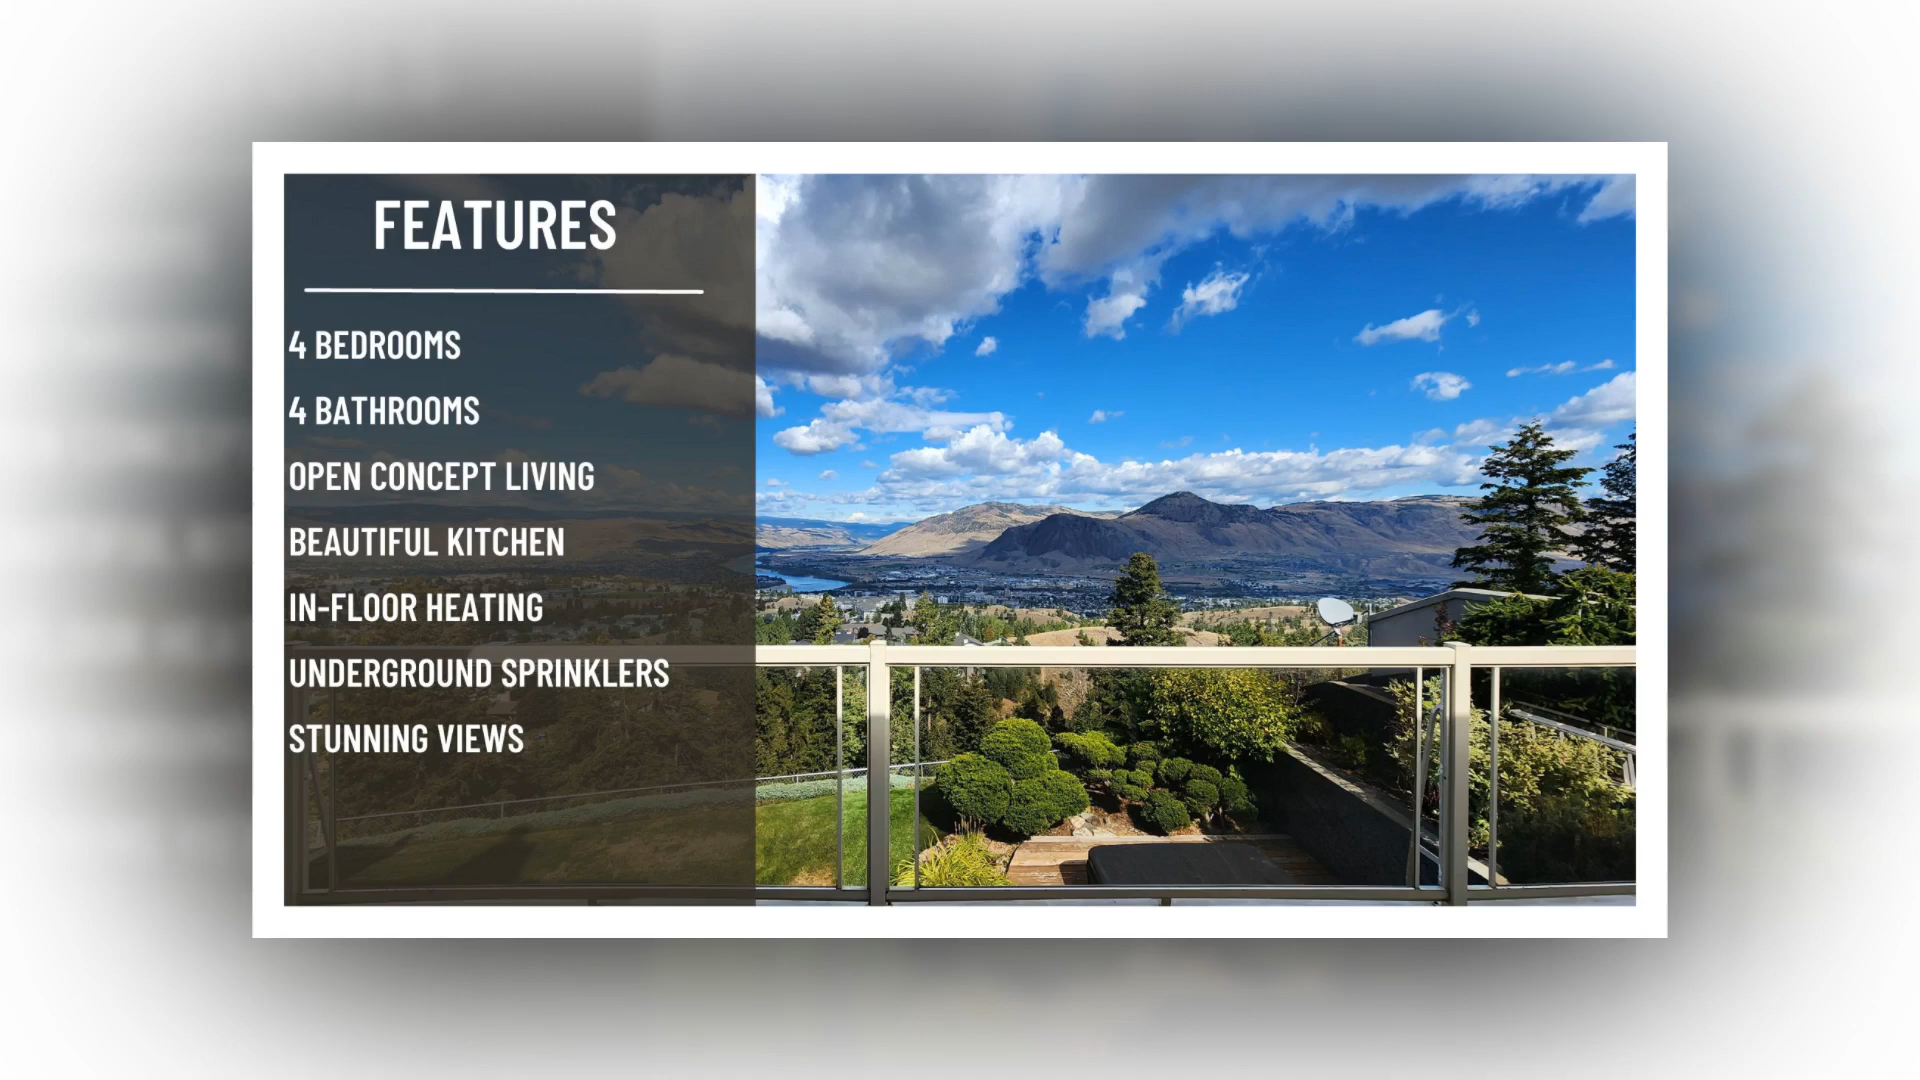 FEATURES
4 BEDROOMS
4 BATHROOMS
OPEN CONCEPT LIVING
BEAUTIFUL KITCHEN
IN-FLOOR HEATING
UNDERGROUND SPRINKLERS
STUNNING VIEWS